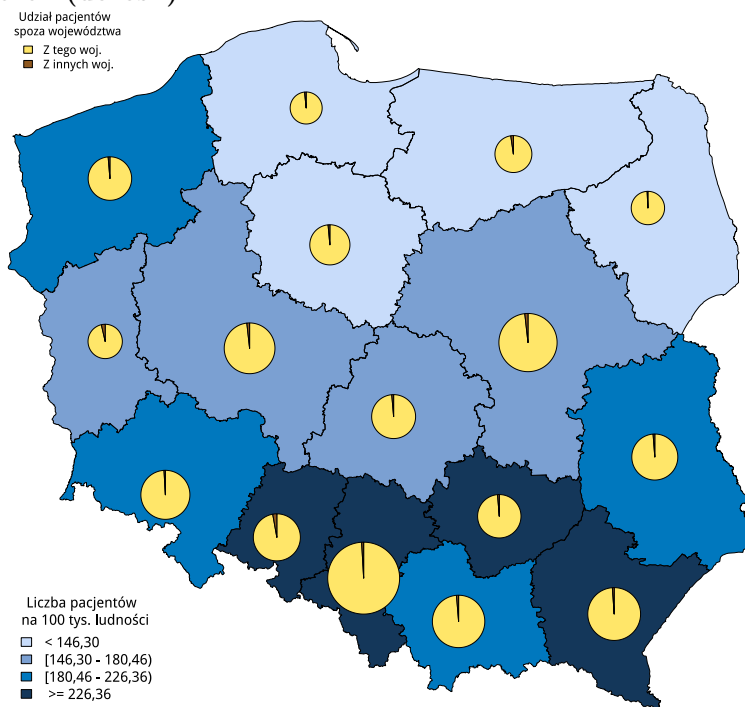 Udział pacjentów
spoza województwa
Z tego woj.
Z innych woj.
Liczba pacjentów
na 100 tys. ludności
< 146,30
[146,30 - 180,46)
[180,46 - 226,36)
>= 226,36